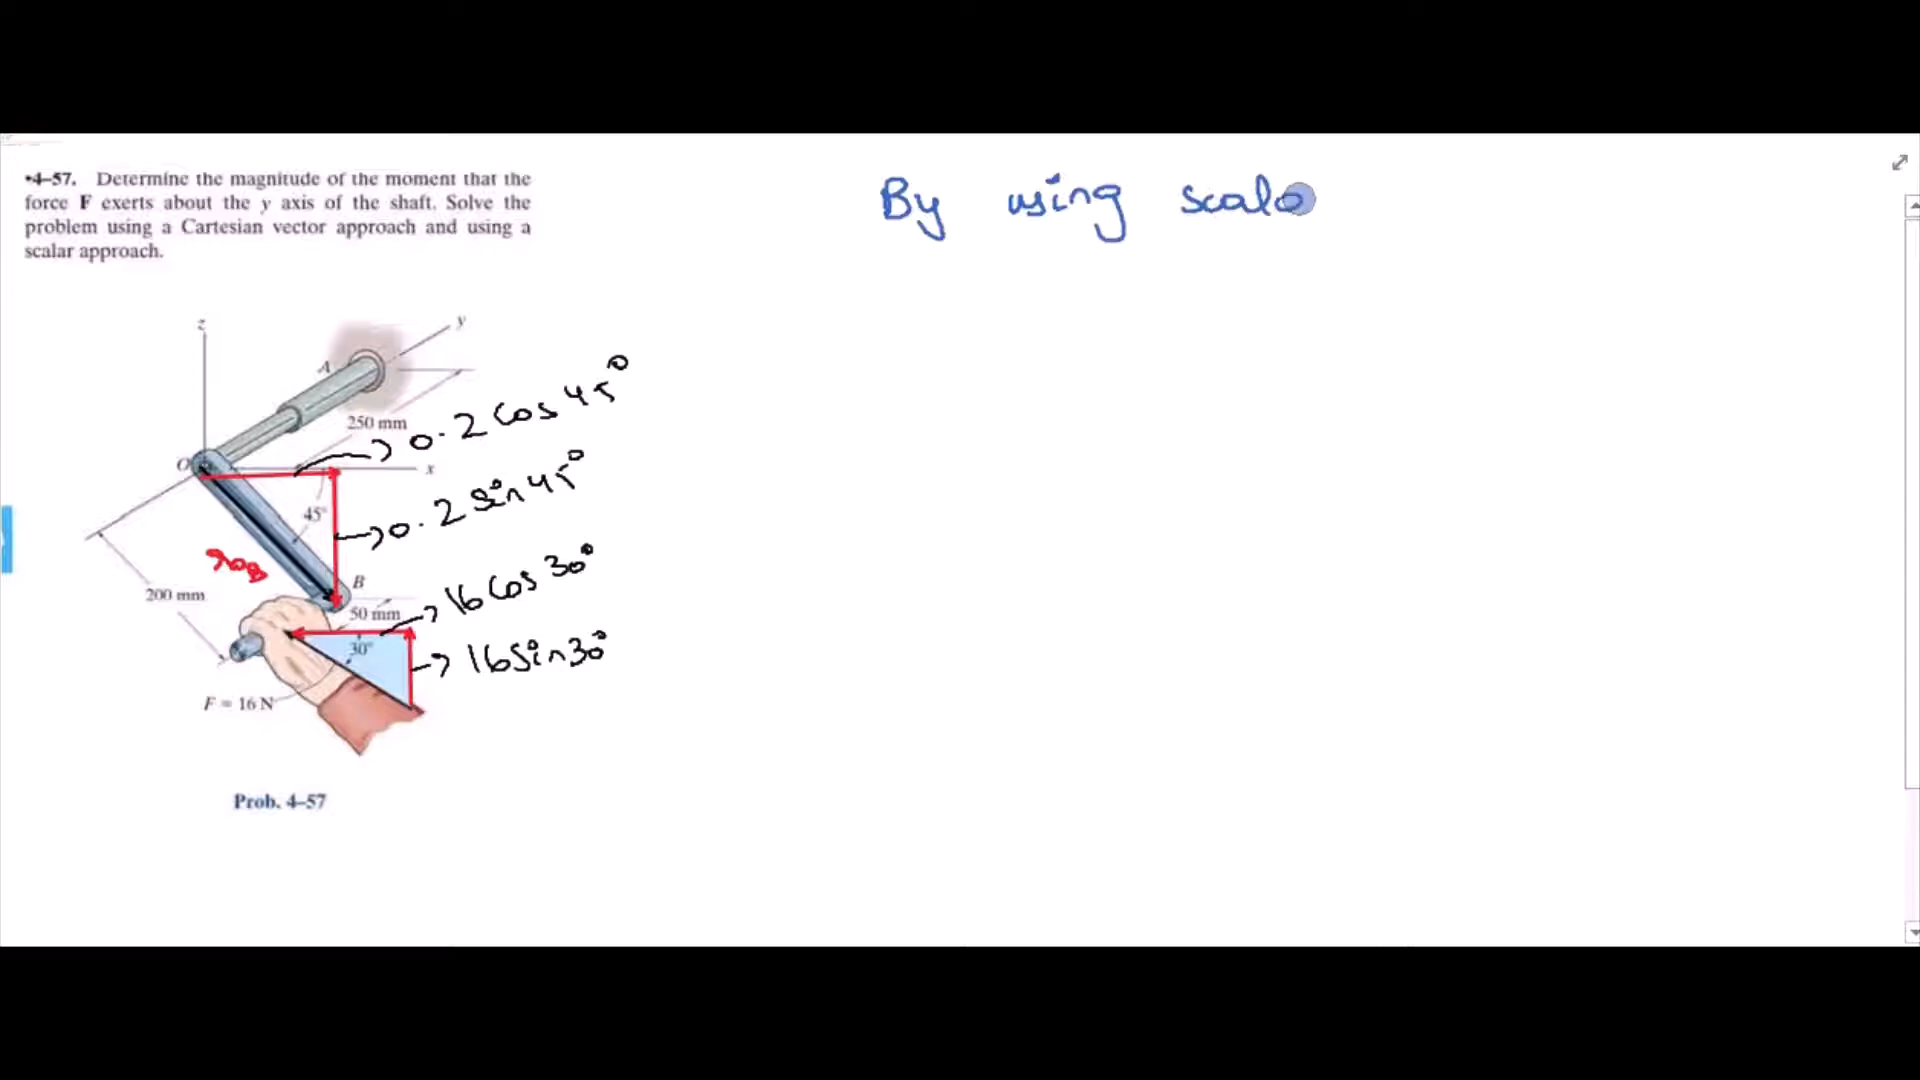 •4–57. Determine the magnitude of the moment that the
force F exerts about the y axis of the shaft. Solve the
problem using a Cartesian vector approach and using a
scalar approach.
By using scala
z
y
A
250 mm
0.2 Cos 45°
O
x
45°
0.2 sin 45°
rOB
B
200 mm
50 mm
16 Cos 30°
30°
16 sin 30°
F = 16 N
Prob. 4–57